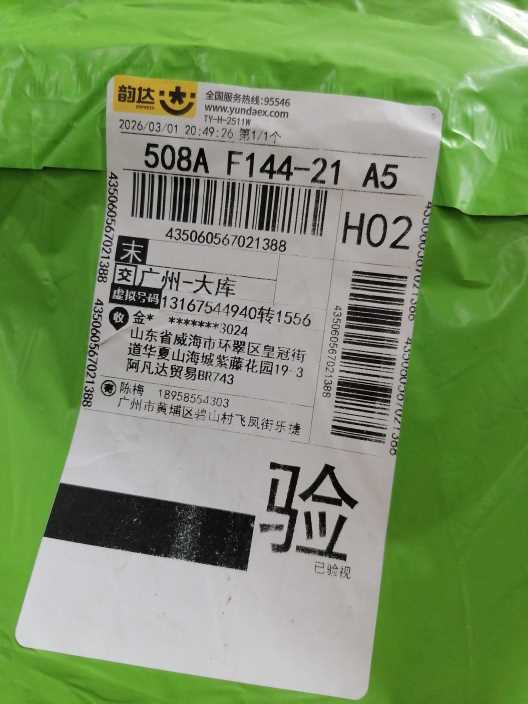 韵达
express
全国服务热线:95546
www.yundaex.com
TY-H-2511W
2026/03/01 20:49:26 第1/1个
508A F144-21 A5
435060567021388
H02
末
交 广州-大库
虚拟号码 13167544940转1556
收 金* *******3024
山东省威海市环翠区皇冠街
道华夏山海城紫藤花园19-3
阿凡达贸易BR743
寄 陈梅 18958554303
广州市黄埔区碧山村飞凤街乐捷
435060567021388
435060567021388
435060567021388
验
已验视